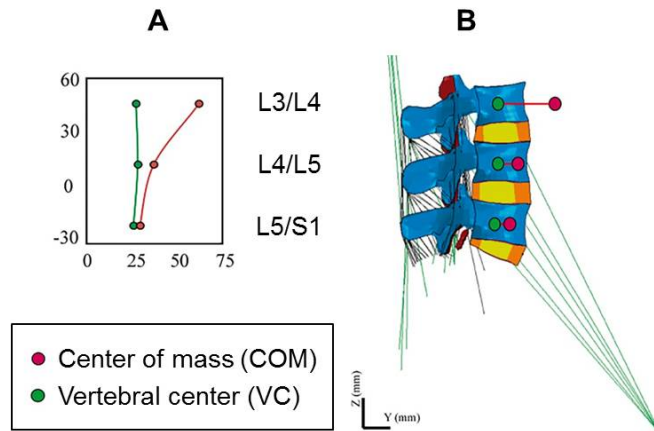 A
B
60
30
0
-30
0
25
50
75
L3/L4
L4/L5
L5/S1
Center of mass (COM)
Vertebral center (VC)
Z (mm)
Y (mm)